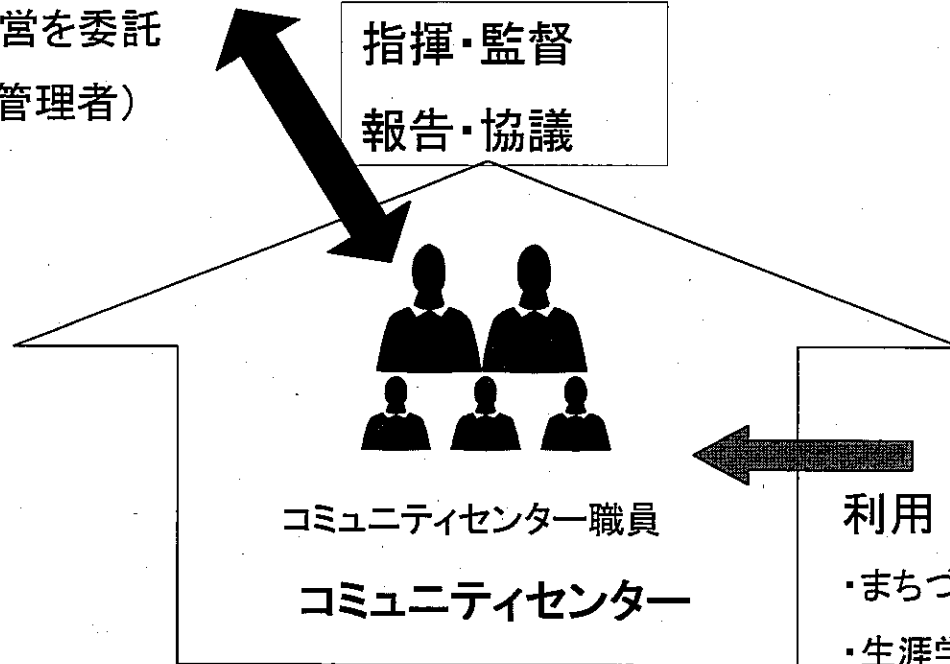 営を委託
管理者）
指揮・監督
報告・協議
コミュニティセンター職員
コミュニティセンター
利用
・まちづ
・生涯学